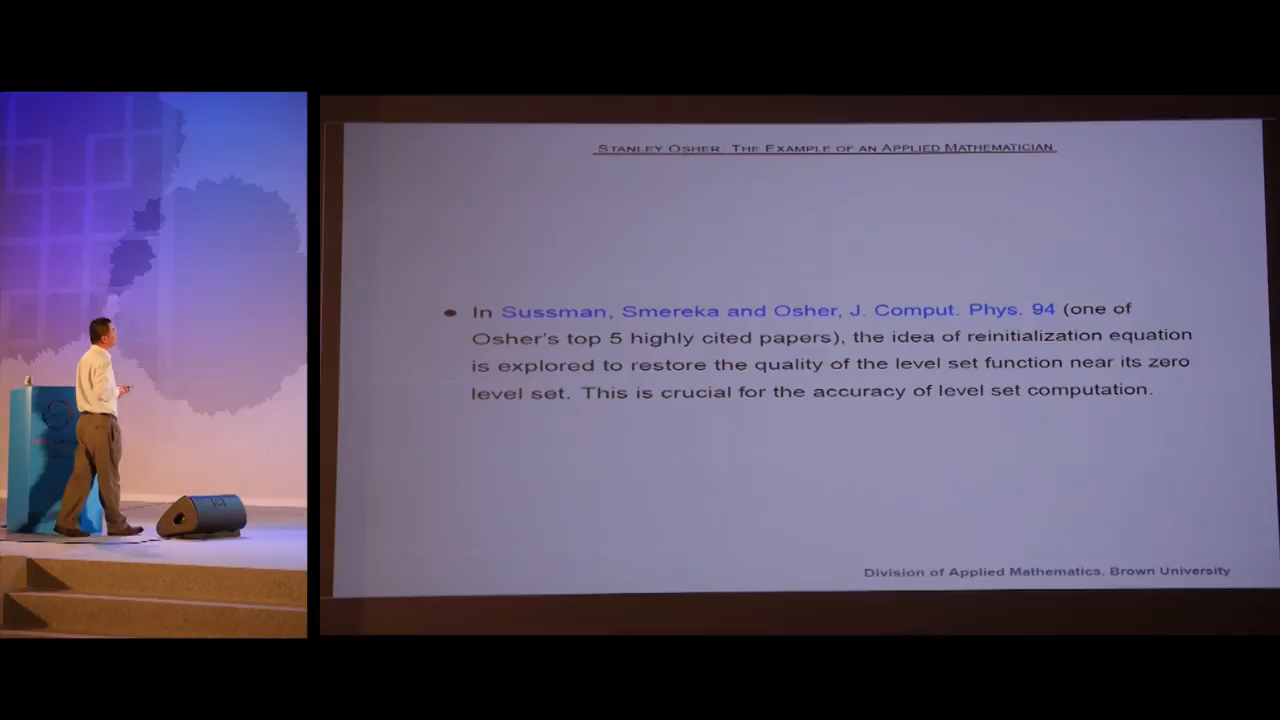 STANLEY OSHER: THE EXAMPLE OF AN APPLIED MATHEMATICIAN
● In Sussman, Smereka and Osher, J. Comput. Phys. 94 (one of
Osher's top 5 highly cited papers), the idea of reinitialization equation
is explored to restore the quality of the level set function near its zero
level set. This is crucial for the accuracy of level set computation.
Division of Applied Mathematics, Brown University